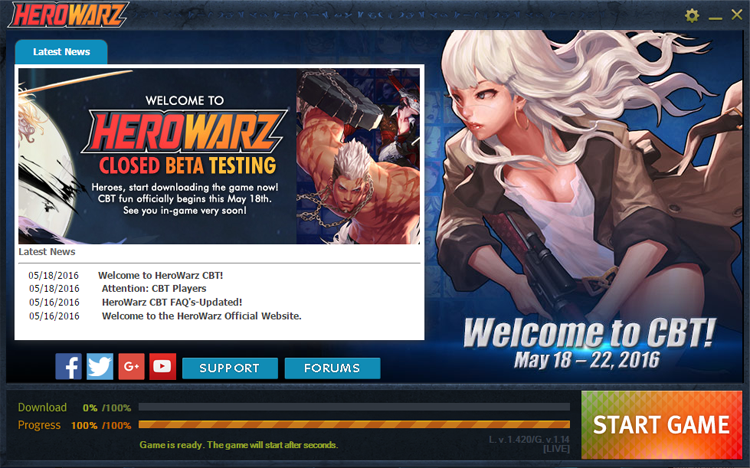 HEROWARZ
Latest News
WELCOME TO
HEROWARZ
CLOSED BETA TESTING
Heroes, start downloading the game now!
CBT fun officially begins this May 18th.
See you in-game very soon!
Latest News
05/18/2016 Welcome to HeroWarz CBT!
05/18/2016 Attention: CBT Players
05/16/2016 HeroWarz CBT FAQ's-Updated!
05/16/2016 Welcome to the HeroWarz Official Website.
Welcome to CBT!
May 18 – 22, 2016
f G+ You Tube SUPPORT FORUMS
Download 0% /100%
Progress 100% /100%
Game is ready. The game will start after seconds.
L. v. 1.420/G. v.1.14
[LIVE]
START GAME